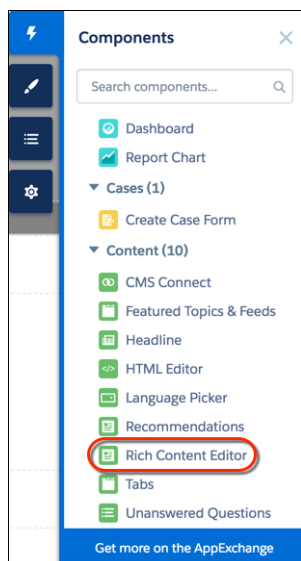 Components
Search components...
Dashboard
Report Chart
Cases (1)
Create Case Form
Content (10)
CMS Connect
Featured Topics & Feeds
Headline
HTML Editor
Language Picker
Recommendations
Rich Content Editor
Tabs
Unanswered Questions
Get more on the AppExchange